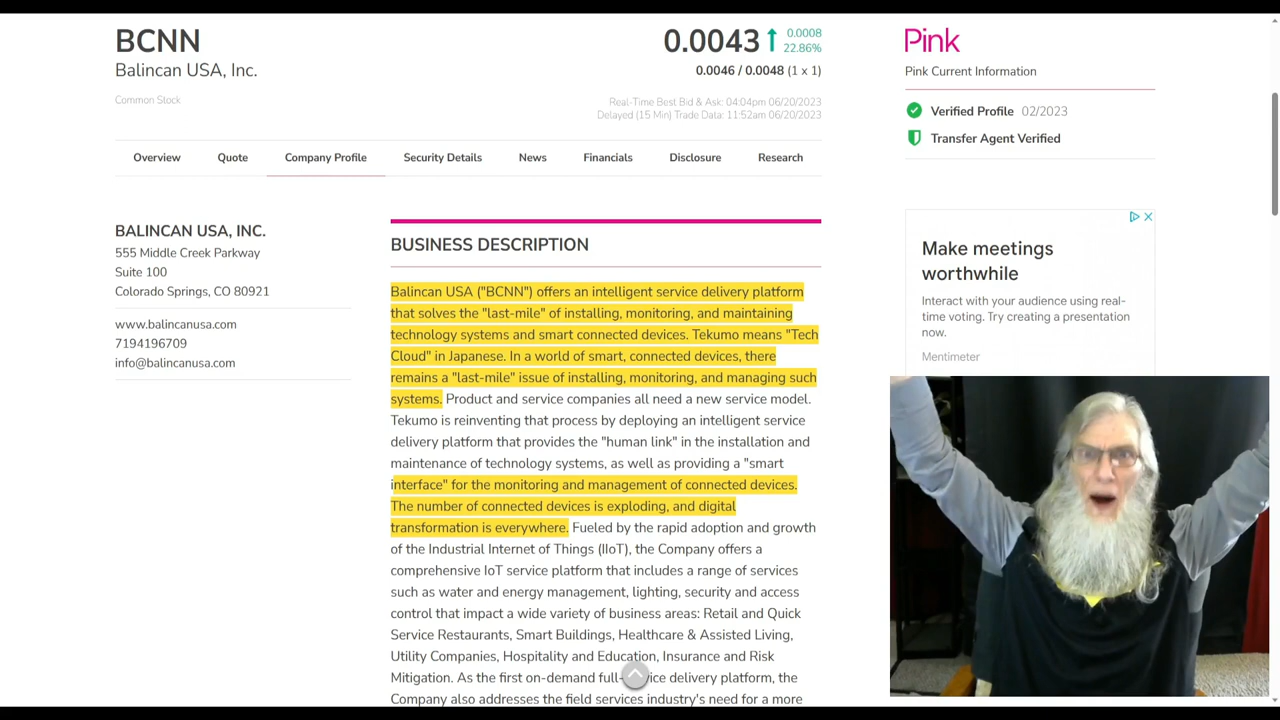 BCNN
Balincan USA, Inc.
Common Stock
0.0043
0.0008
22.86%
0.0046 / 0.0048 (1 x 1)
Real-Time Best Bid & Ask: 04:04pm 06/20/2023
Delayed (15 Min) Trade Data: 11:52am 06/20/2023
Pink
Pink Current Information
Verified Profile 02/2023
Transfer Agent Verified
Overview Quote Company Profile Security Details News Financials Disclosure Research
BALINCAN USA, INC.
555 Middle Creek Parkway
Suite 100
Colorado Springs, CO 80921
www.balincanusa.com
7194196709
info@balincanusa.com
BUSINESS DESCRIPTION
Balincan USA ("BCNN") offers an intelligent service delivery platform
that solves the "last-mile" of installing, monitoring, and maintaining
technology systems and smart connected devices. Tekumo means "Tech
Cloud" in Japanese. In a world of smart, connected devices, there
remains a "last-mile" issue of installing, monitoring, and managing such
systems. Product and service companies all need a new service model.
Tekumo is reinventing that process by deploying an intelligent service
delivery platform that provides the "human link" in the installation and
maintenance of technology systems, as well as providing a "smart
interface" for the monitoring and management of connected devices.
The number of connected devices is exploding, and digital
transformation is everywhere. Fueled by the rapid adoption and growth
of the Industrial Internet of Things (IIoT), the Company offers a
comprehensive IoT service platform that includes a range of services
such as water and energy management, lighting, security and access
control that impact a wide variety of business areas: Retail and Quick
Service Restaurants, Smart Buildings, Healthcare & Assisted Living,
Utility Companies, Hospitality and Education, Insurance and Risk
Mitigation. As the first on-demand full- delivery platform, the
Company also addresses the field services industry's need for a more
Make meetings
worthwhile
Interact with your audience using real-
time voting. Try creating a presentation
now.
Mentimeter